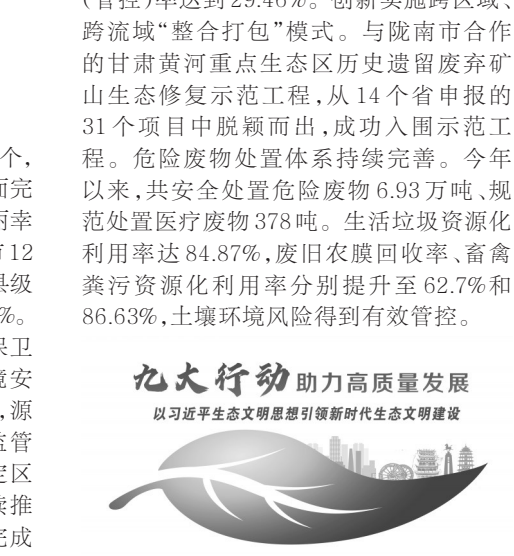 个,
面完
丽幸
有12
县级
%。
保卫
境安
,源
监管
定区
续推
完成
(管控)率达到29.46%。创新实施跨区域、
跨流域“整合打包”模式。与陇南市合作
的甘肃黄河重点生态区历史遗留废弃矿
山生态修复示范工程,从14个省申报的
31个项目中脱颖而出,成功入围示范工
程。危险废物处置体系持续完善。今年
以来,共安全处置危险废物6.93万吨、规
范处置医疗废物378吨。生活垃圾资源化
利用率达84.87%,废旧农膜回收率、畜禽
粪污资源化利用率分别提升至62.7%和
86.63%,土壤环境风险得到有效管控。
九大行动助力高质量发展
以习近平生态文明思想引领新时代生态文明建设